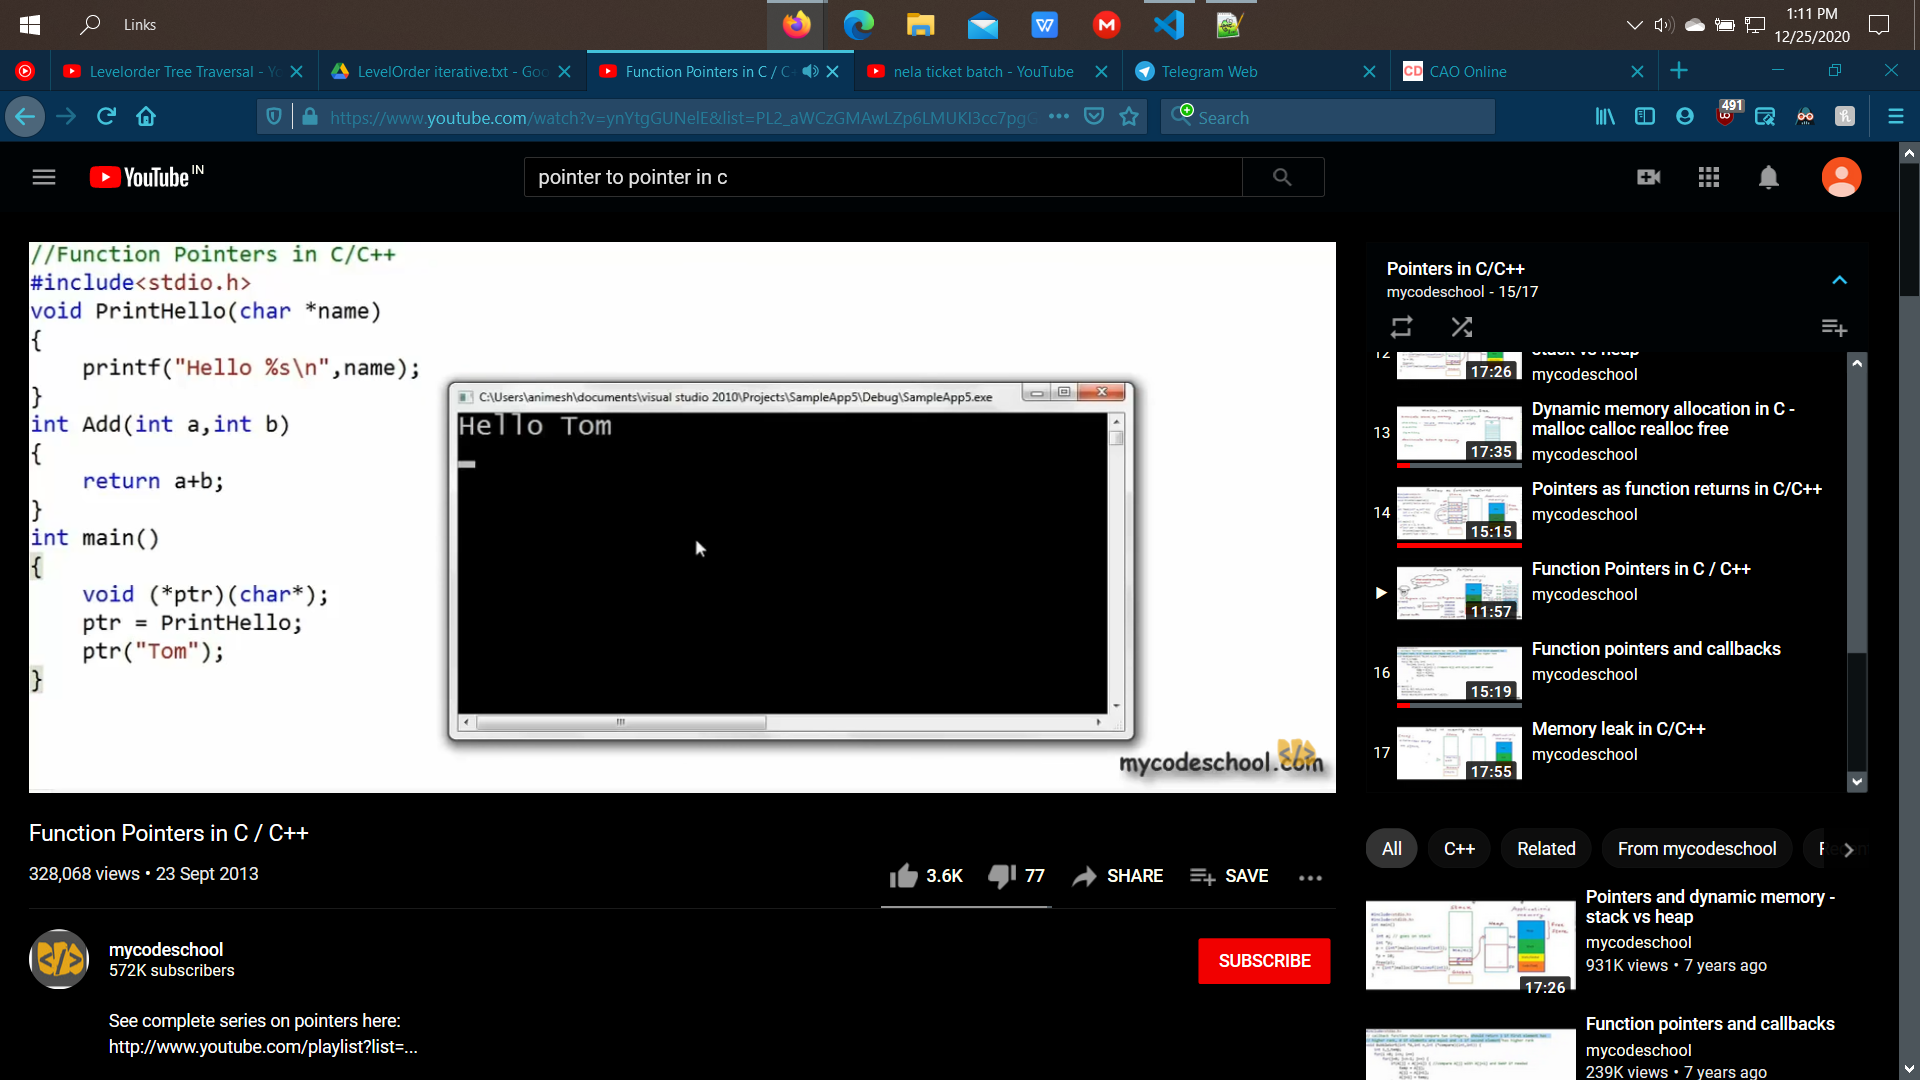 Links
1:11 PM
12/25/2020
Levelorder Tree Traversal - Yo
LevelOrder iterative.txt - Goo
Function Pointers in C / C
nela ticket batch - YouTube
Telegram Web
CD CAO Online
https://www.youtube.com/watch?v=ynYtgGUNelE&list=PL2_aWCzGMAwLZp6LMUKI3cc7pgG
Search
491
YouTube IN
pointer to pointer in c
//Function Pointers in C/C++
#include<stdio.h>
void PrintHello(char *name)
{
printf("Hello %s\n",name);
}
int Add(int a,int b)
{
return a+b;
}
int main()
{
void (*ptr)(char*);
ptr = PrintHello;
ptr("Tom");
}
C:\Users\animesh\documents\visual studio 2010\Projects\SampleApp5\Debug\SampleApp5.exe
Hello Tom
mycodeschool.com
Pointers in C/C++
mycodeschool - 15/17
12
stack vs heap
17:26
mycodeschool
13
Dynamic memory allocation in C -
malloc calloc realloc free
17:35
mycodeschool
14
Pointers as function returns in C/C++
mycodeschool
15:15
Function Pointers in C / C++
mycodeschool
11:57
16
Function pointers and callbacks
mycodeschool
15:19
17
Memory leak in C/C++
mycodeschool
17:55
Function Pointers in C / C++
328,068 views • 23 Sept 2013
3.6K
77
SHARE
SAVE
mycodeschool
572K subscribers
SUBSCRIBE
See complete series on pointers here:
http://www.youtube.com/playlist?list=...
All
C++
Related
From mycodeschool
Pointers and dynamic memory -
stack vs heap
mycodeschool
931K views • 7 years ago
17:26
Function pointers and callbacks
mycodeschool
239K views • 7 years ago